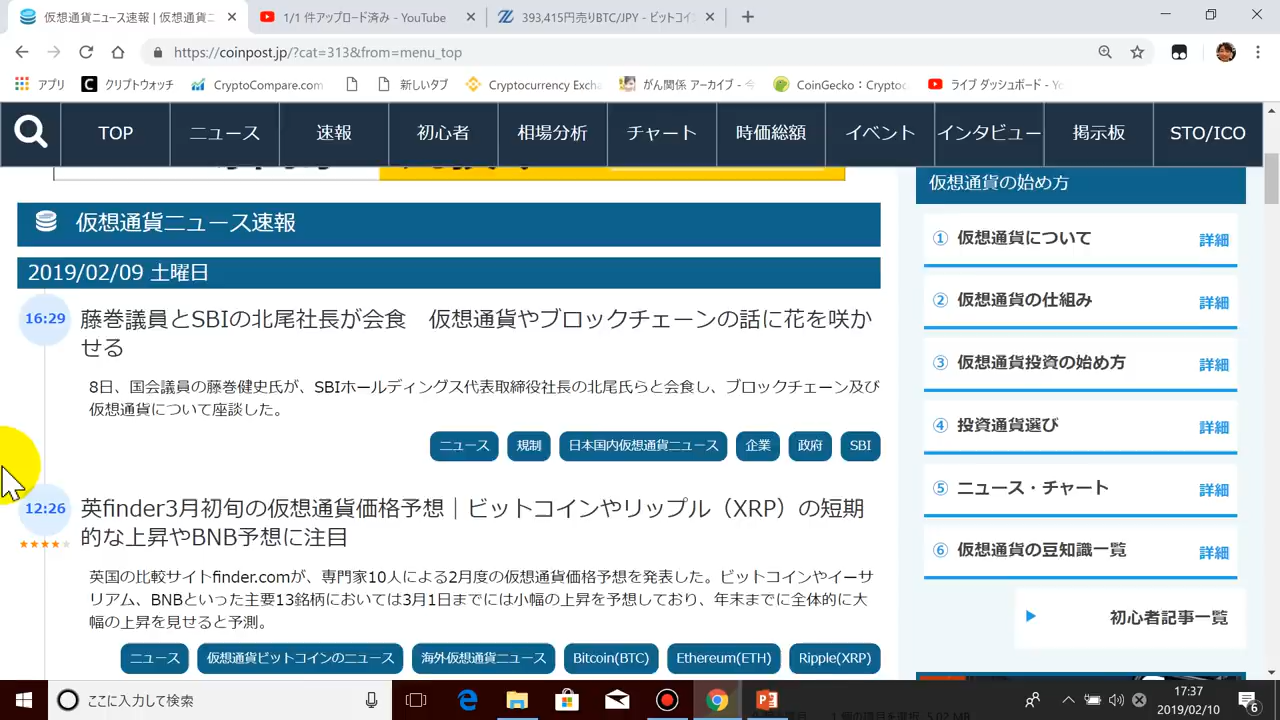 仮想通貨ニュース速報 | 仮想通貨ニ
1/1 件アップロード済み - YouTube
393,415円売りBTC/JPY - ビットコイ
https://coinpost.jp/?cat=313&from=menu_top
アプリ
クリプトウォッチ
CryptoCompare.com
新しいタブ
Cryptocurrency Excha
がん関係 アーカイブ - 今
CoinGecko：Cryptoc
ライブ ダッシュボード - Yo
TOP
ニュース
速報
初心者
相場分析
チャート
時価総額
イベント
インタビュー
掲示板
STO/ICO
仮想通貨ニュース速報
2019/02/09 土曜日
16:29
藤巻議員とSBIの北尾社長が会食　仮想通貨やブロックチェーンの話に花を咲か
せる
8日、国会議員の藤巻健史氏が、SBIホールディングス代表取締役社長の北尾氏らと会食し、ブロックチェーン及び
仮想通貨について座談した。
ニュース
規制
日本国内仮想通貨ニュース
企業
政府
SBI
12:26
英finder3月初旬の仮想通貨価格予想｜ビットコインやリップル（XRP）の短期
的な上昇やBNB予想に注目
英国の比較サイトfinder.comが、専門家10人による2月度の仮想通貨価格予想を発表した。ビットコインやイーサ
リアム、BNBといった主要13銘柄においては3月1日までには小幅の上昇を予想しており、年末までに全体的に大
幅の上昇を見せると予測。
ニュース
仮想通貨ビットコインのニュース
海外仮想通貨ニュース
Bitcoin(BTC)
Ethereum(ETH)
Ripple(XRP)
仮想通貨の始め方
① 仮想通貨について 詳細
② 仮想通貨の仕組み 詳細
③ 仮想通貨投資の始め方 詳細
④ 投資通貨選び 詳細
⑤ ニュース・チャート 詳細
⑥ 仮想通貨の豆知識一覧 詳細
初心者記事一覧
ここに入力して検索
17:37
2019/02/10
6